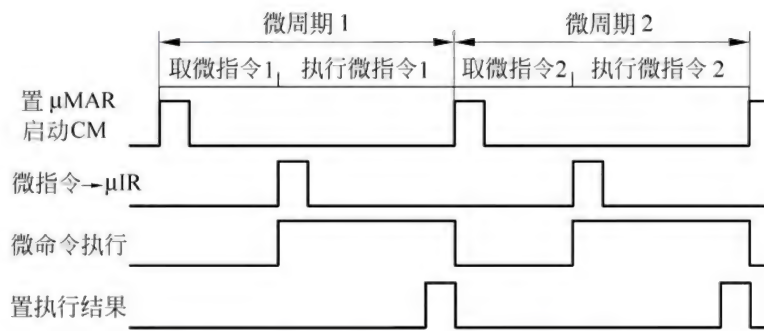 微周期 1
微周期 2
取微指令1
执行微指令1
取微指令2
执行微指令 2
置 μMAR
启动CM
微指令→μIR
微命令执行
置执行结果